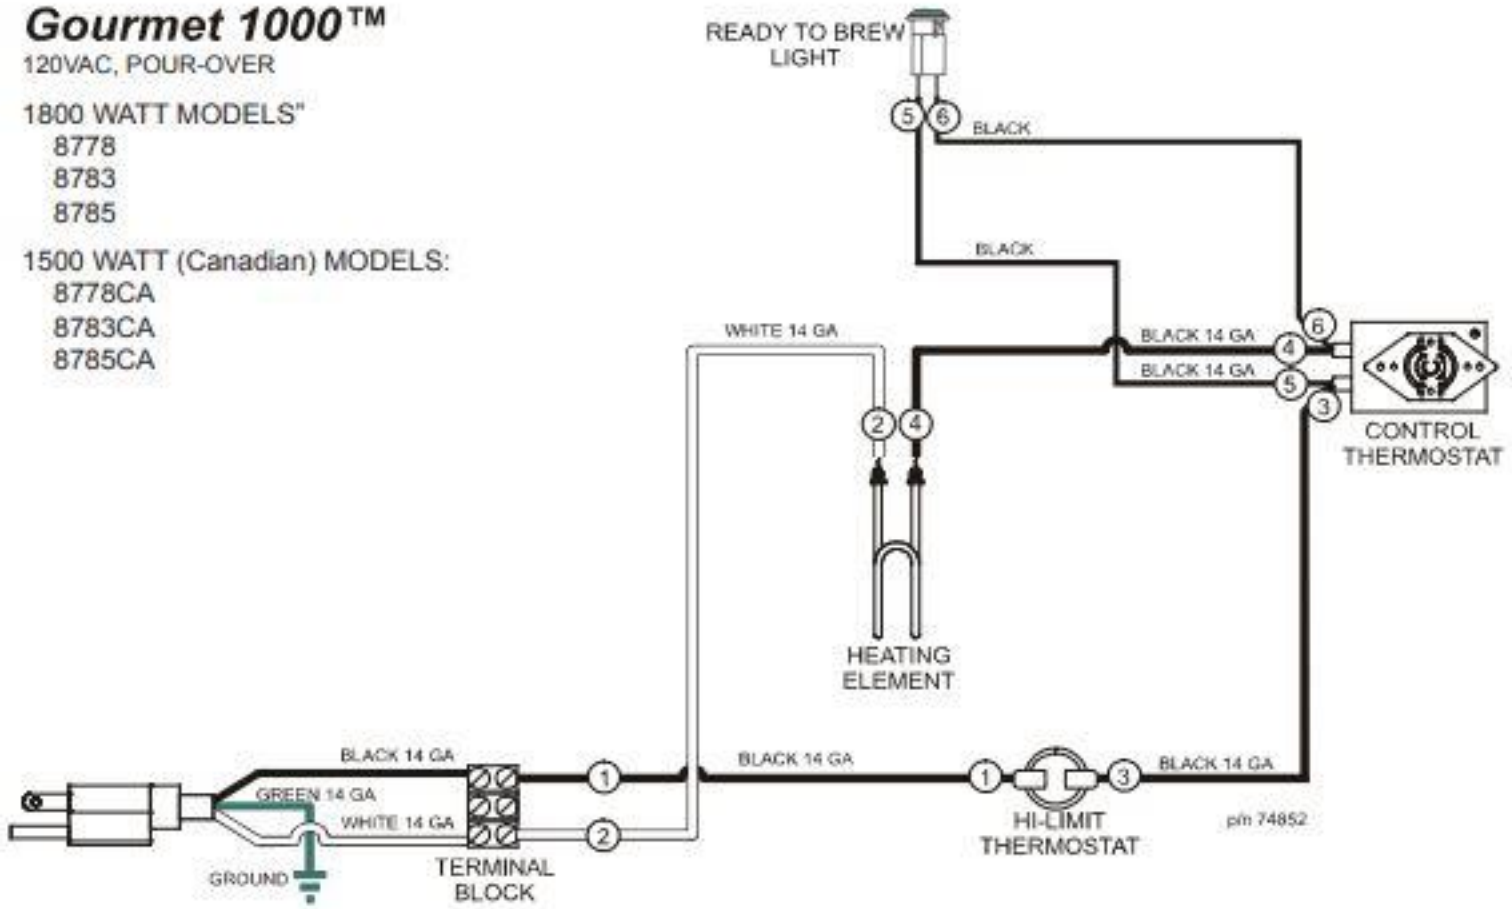 Gourmet 1000™
120VAC, POUR-OVER
1800 WATT MODELS"
8778
8783
8785
1500 WATT (Canadian) MODELS:
8778CA
8783CA
8785CA
READY TO BREW
LIGHT
5
6
BLACK
BLACK
WHITE 14 GA
BLACK 14 GA
BLACK 14 GA
6
4
5
3
CONTROL
THERMOSTAT
2
4
HEATING
ELEMENT
BLACK 14 GA
GREEN 14 GA
WHITE 14 GA
GROUND
TERMINAL
BLOCK
1
2
BLACK 14 GA
1
3
BLACK 14 GA
HI-LIMIT
THERMOSTAT
p/n 74852